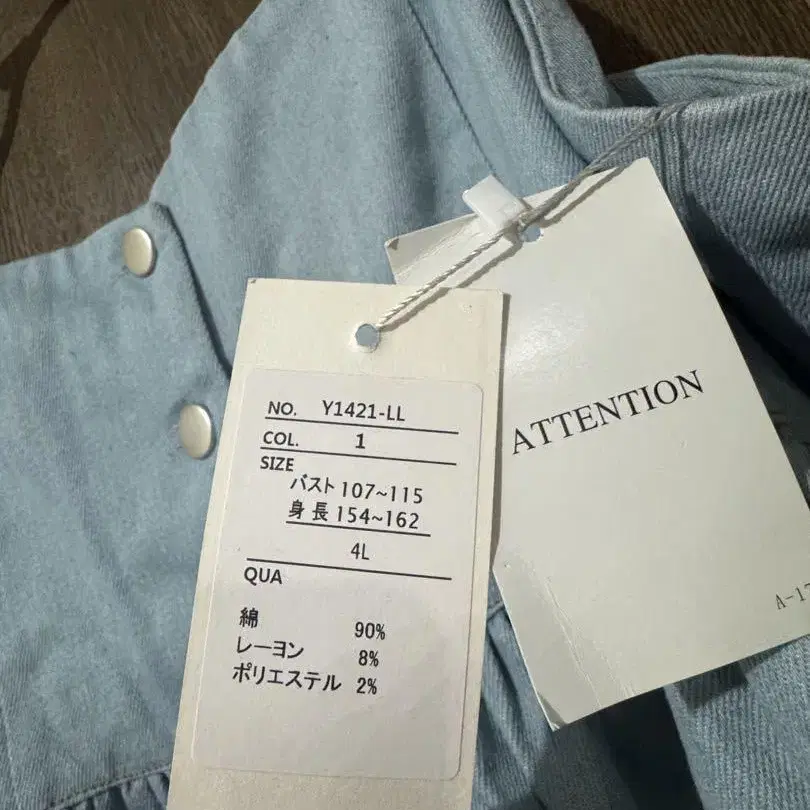 NO. Y1421-LL
COL. 1
SIZE
バスト 107~115
身長 154~162
4L
QUA
綿 90%
レーヨン 8%
ポリエステル 2%
ATTENTION
A-17